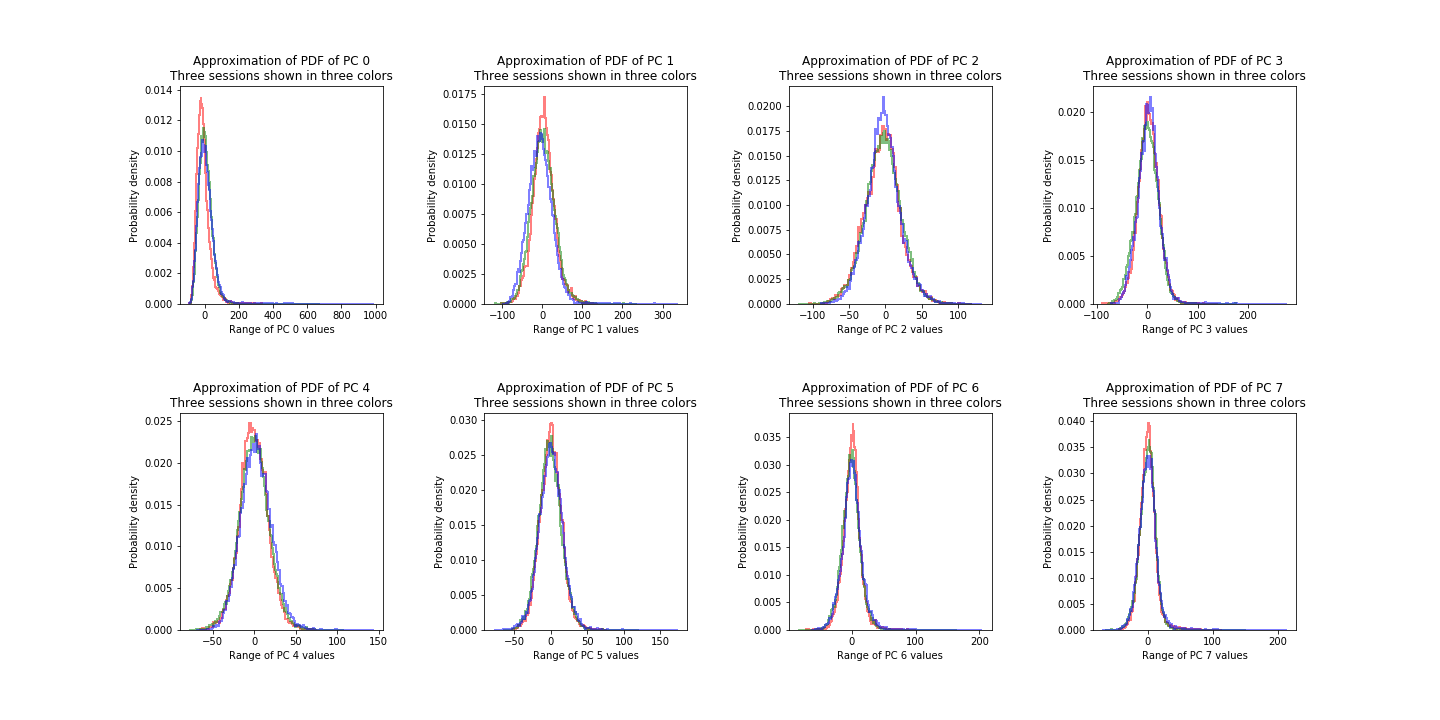 Approximation of PDF of PC 0
Three sessions shown in three colors
0.014
0.012
0.010
0.008
0.006
0.004
0.002
0.000
Probability density
0 200 400 600 800 1000
Range of PC 0 values
Approximation of PDF of PC 1
Three sessions shown in three colors
0.0175
0.0150
0.0125
0.0100
0.0075
0.0050
0.0025
0.0000
Probability density
−100 0 100 200 300
Range of PC 1 values
Approximation of PDF of PC 2
Three sessions shown in three colors
0.0200
0.0175
0.0150
0.0125
0.0100
0.0075
0.0050
0.0025
0.0000
Probability density
−100 −50 0 50 100
Range of PC 2 values
Approximation of PDF of PC 3
Three sessions shown in three colors
0.020
0.015
0.010
0.005
0.000
Probability density
−100 0 100 200
Range of PC 3 values
Approximation of PDF of PC 4
Three sessions shown in three colors
0.025
0.020
0.015
0.010
0.005
0.000
Probability density
−50 0 50 100 150
Range of PC 4 values
Approximation of PDF of PC 5
Three sessions shown in three colors
0.030
0.025
0.020
0.015
0.010
0.005
0.000
Probability density
−50 0 50 100 150
Range of PC 5 values
Approximation of PDF of PC 6
Three sessions shown in three colors
0.035
0.030
0.025
0.020
0.015
0.010
0.005
0.000
Probability density
0 100 200
Range of PC 6 values
Approximation of PDF of PC 7
Three sessions shown in three colors
0.040
0.035
0.030
0.025
0.020
0.015
0.010
0.005
0.000
Probability density
0 100 200
Range of PC 7 values